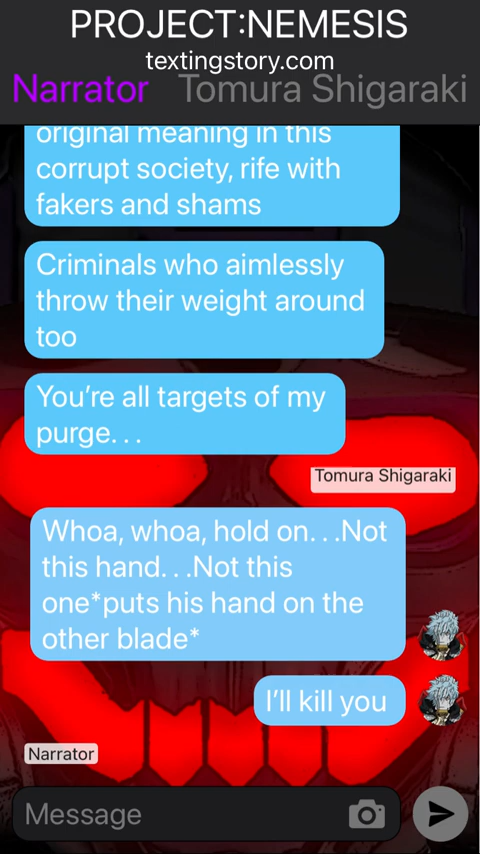 PROJECT:NEMESIS
textingstory.com
Narrator Tomura Shigaraki
original meaning in this
corrupt society, rife with
fakers and shams
Criminals who aimlessly
throw their weight around
too
You’re all targets of my
purge. . .
Tomura Shigaraki
Whoa, whoa, hold on. . .Not
this hand. . .Not this
one*puts his hand on the
other blade*
I’ll kill you
Narrator
Message